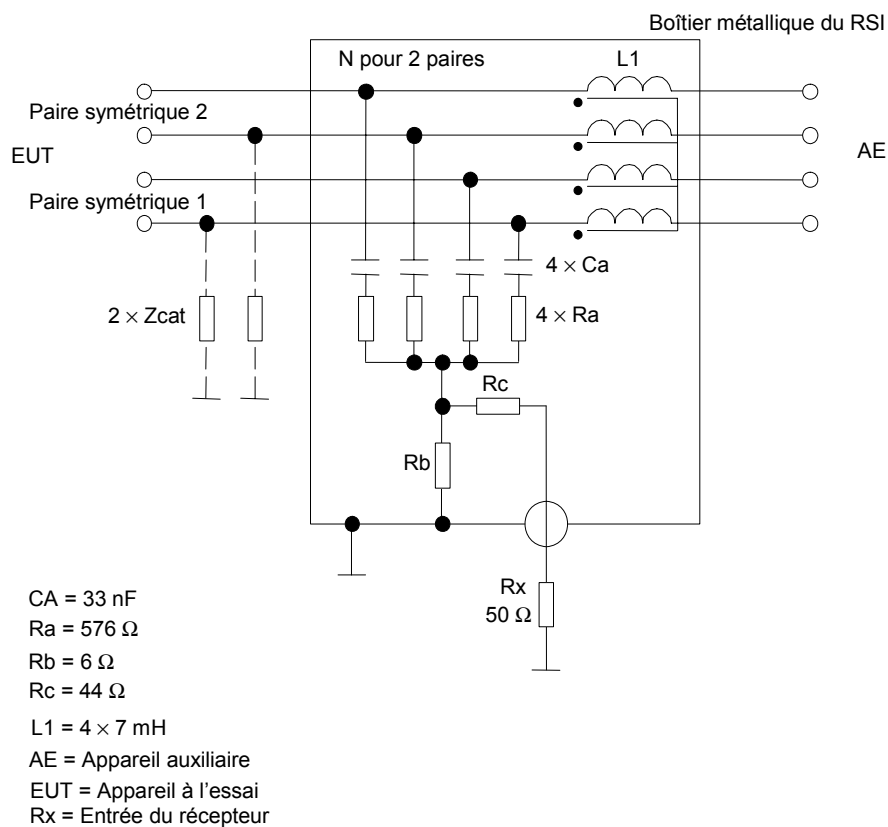 Boîtier métallique du RSI
N pour 2 paires
L1
Paire symétrique 2
EUT
AE
Paire symétrique 1
4 × Ca
2 × Zcat
4 × Ra
Rc
Rb
Rx
50 Ω
CA = 33 nF
Ra = 576 Ω
Rb = 6 Ω
Rc = 44 Ω
L1 = 4 × 7 mH
AE = Appareil auxiliaire
EUT = Appareil à l'essai
Rx = Entrée du récepteur